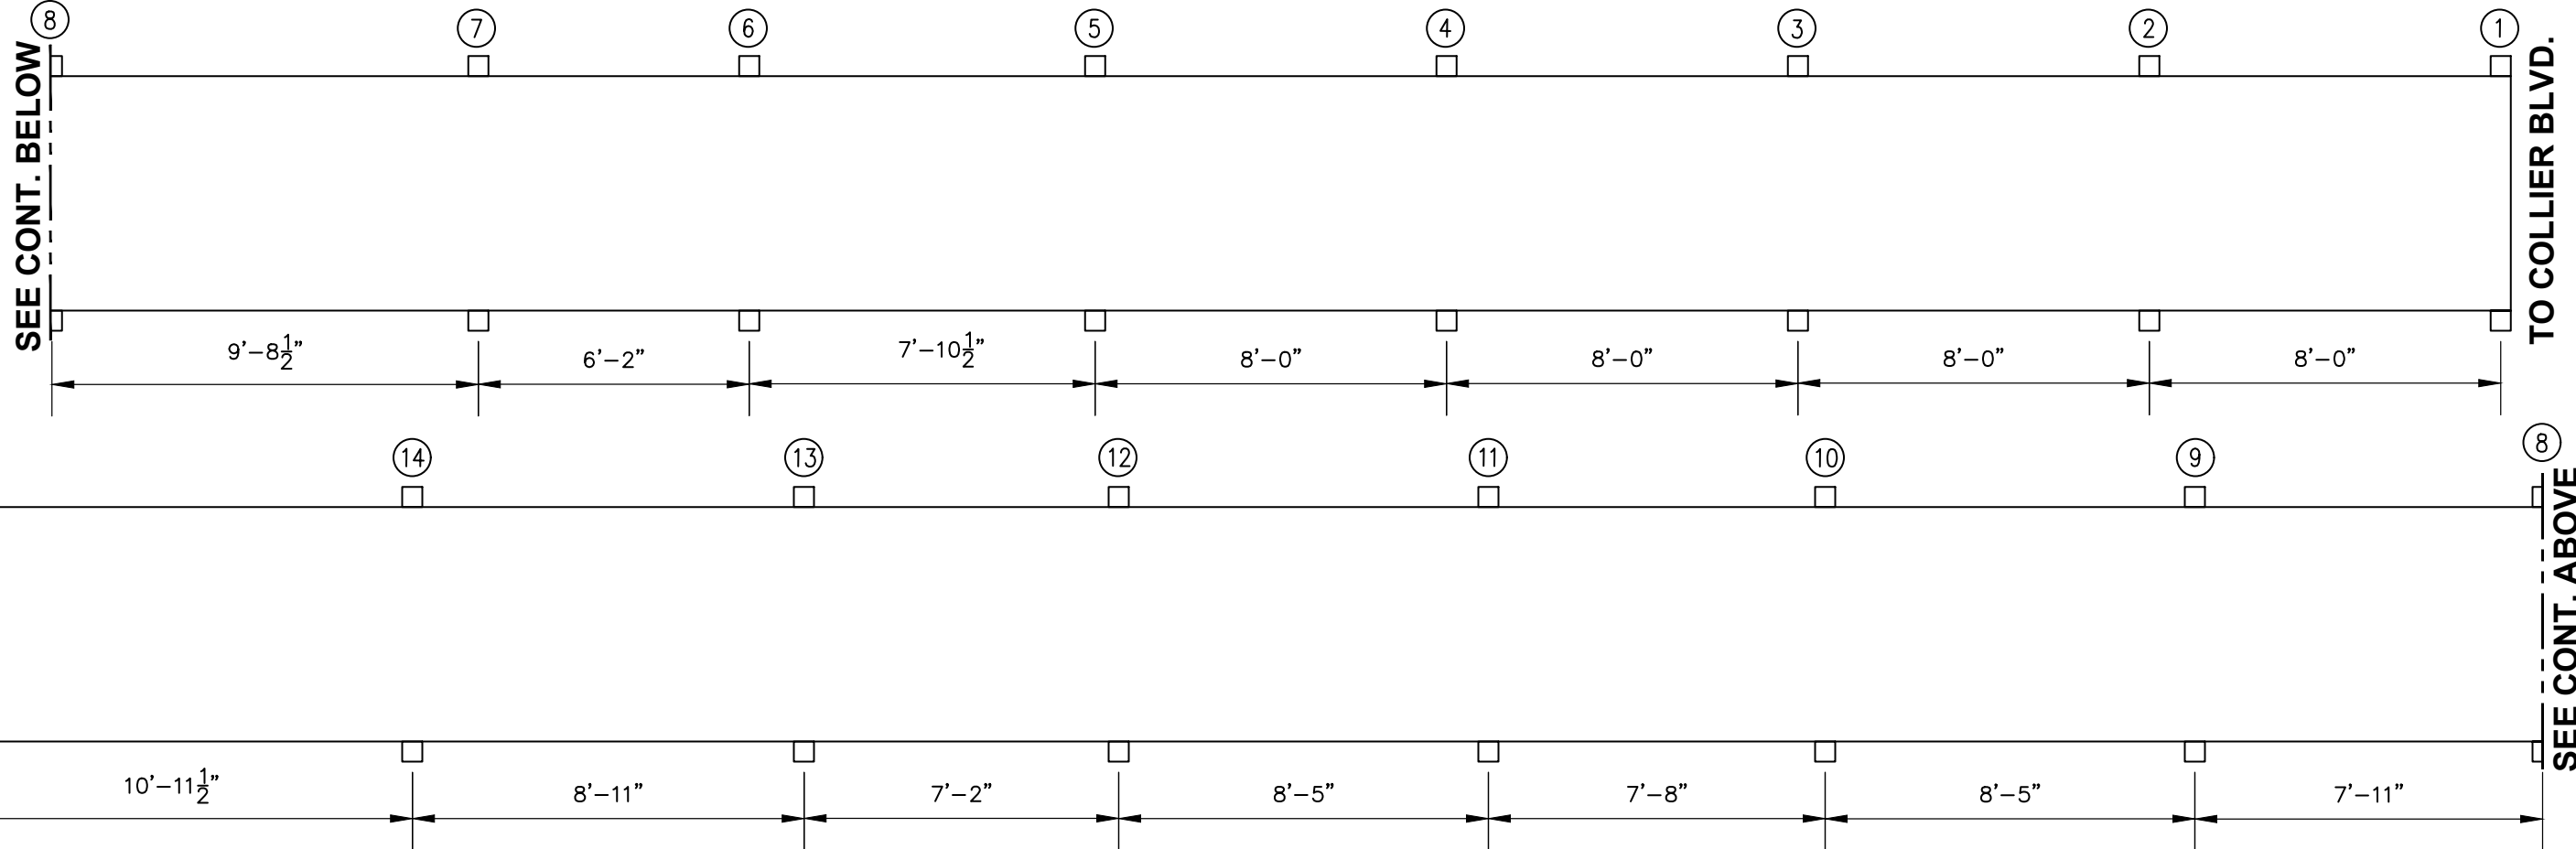 8 7 6 5 4 3 2 1
SEE CONT. BELOW
TO COLLIER BLVD.
9'-8½" 6'-2" 7'-10½" 8'-0" 8'-0" 8'-0" 8'-0"
14 13 12 11 10 9 8
SEE CONT. ABOVE
10'-11½" 8'-11" 7'-2" 8'-5" 7'-8" 8'-5" 7'-11"